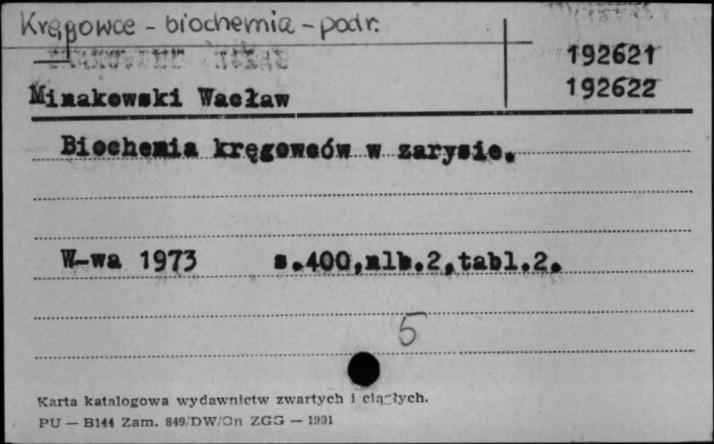 Kręgowce - biochemia - podr.
192621
Minakowski Wacław
192622
Biochemia kręgowców w zarysie.
W-wa 1973 s.400,nlb.2,tabl.2.
5
Karta katalogowa wydawnictw zwartych i ciągłych.
PU — B144 Zam. 849/DW/On ZGG — 1991